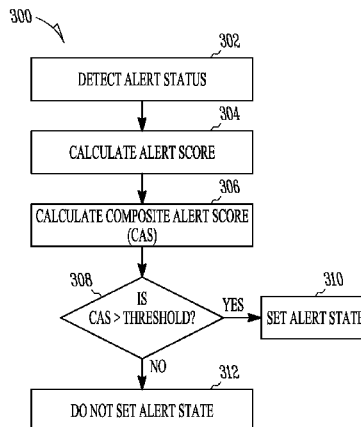 300
302
DETECT ALERT STATUS
304
CALCULATE ALERT SCORE
306
CALCULATE COMPOSITE ALERT SCORE
(CAS)
308
IS
CAS > THRESHOLD?
YES
310
SET ALERT STATE
NO
312
DO NOT SET ALERT STATE